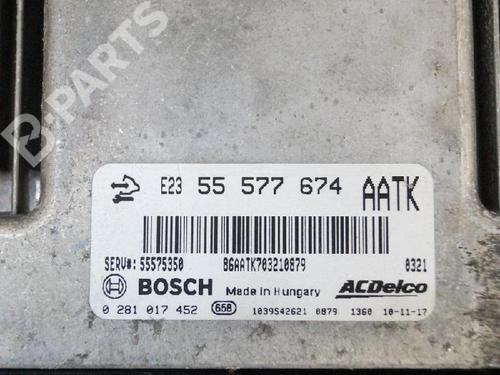 B-PARTS
E23 55 577 674 AATK
SERV#: 55575350 B6AATK703210879 0321
BOSCH Made in Hungary ACDelco
0 281 017 452 658 1039S42621 0879 1360 10-11-17